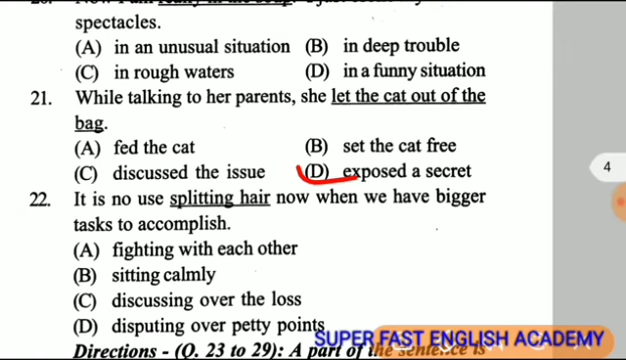 spectacles.
(A) in an unusual situation (B) in deep trouble
(C) in rough waters (D) in a funny situation
21. While talking to her parents, she let the cat out of the
bag.
(A) fed the cat (B) set the cat free
(C) discussed the issue (D) exposed a secret
4
22. It is no use splitting hair now when we have bigger
tasks to accomplish.
(A) fighting with each other
(B) sitting calmly
(C) discussing over the loss
(D) disputing over petty points
SUPER FAST ENGLISH ACADEMY
Directions - (Q. 23 to 29): A part of the sentence is